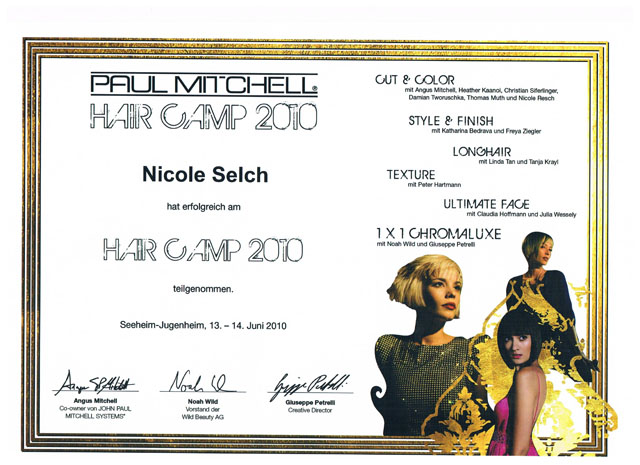 PAUL MITCHELL®
HAIR CAMP 2010
Nicole Selch
hat erfolgreich am
HAIR CAMP 2010
teilgenommen.
Seeheim-Jugenheim, 13. – 14. Juni 2010
Angus Mitchell
Co-owner von JOHN PAUL
MITCHELL SYSTEMS®
Noah Wild
Vorstand der
Wild Beauty AG
Giuseppe Petrelli
Creative Director
CUT & COLOR
mit Angus Mitchell, Heather Kaanoi, Christian Siferlinger,
Damian Tworuschka, Thomas Muth und Nicole Resch
STYLE & FINISH
mit Katharina Bedrava und Freya Ziegler
LONGHAIR
mit Linda Tan und Tanja Krayl
TEXTURE
mit Peter Hartmann
ULTIMATE FACE
mit Claudia Hoffmann und Julia Wessely
1 X 1 CHROMALUXE
mit Noah Wild und Giuseppe Petrelli